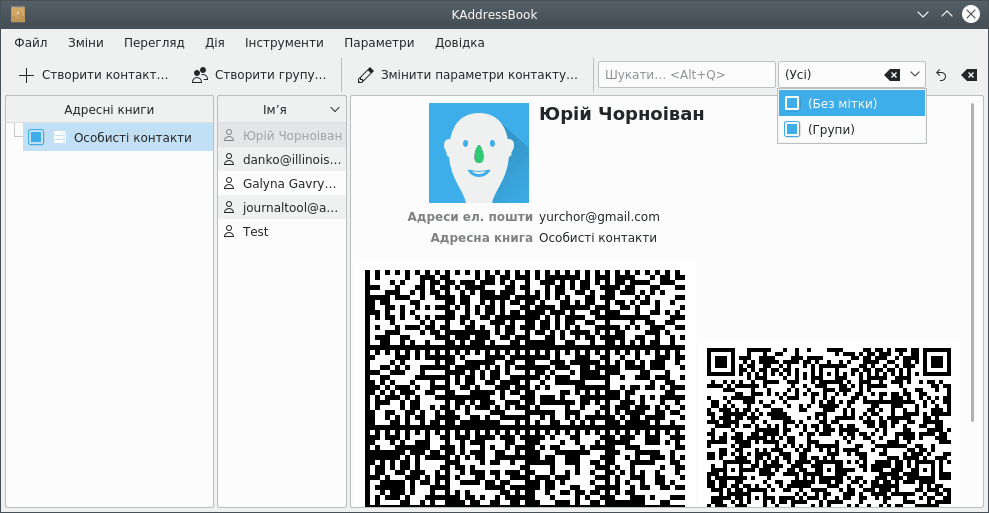 KAddressBook
Файл Зміни Перегляд Дія Інструменти Параметри Довідка
Створити контакт… Створити групу… Змінити параметри контакту… Шукати… <Alt+Q> (Усі)
(Без мітки)
(Групи)
Адресні книги
Особисті контакти
Ім’я
Юрій Чорноіван
danko@illinois…
Galyna Gavry…
journaltool@a…
Test
Юрій Чорноіван
Адреси ел. пошти yurchor@gmail.com
Адресна книга Особисті контакти